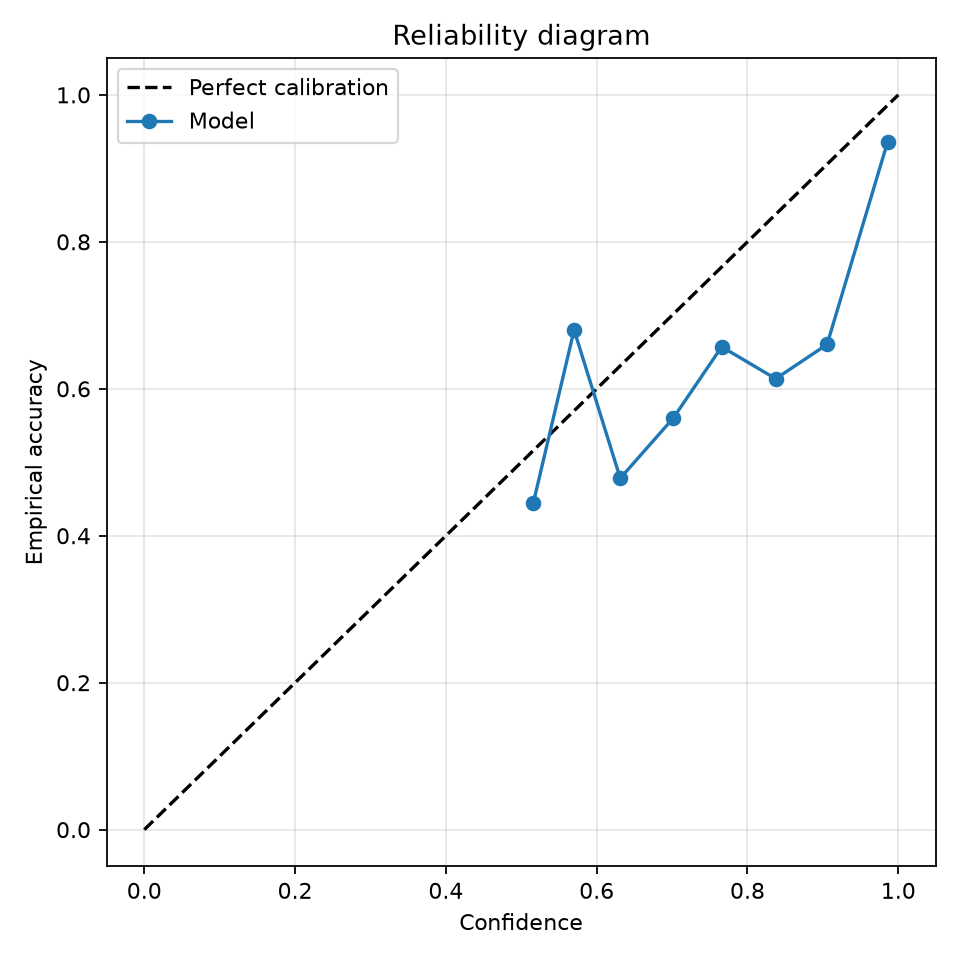 Reliability diagram
Perfect calibration
Model
Empirical accuracy
1.0
0.8
0.6
0.4
0.2
0.0
0.0 0.2 0.4 0.6 0.8 1.0
Confidence